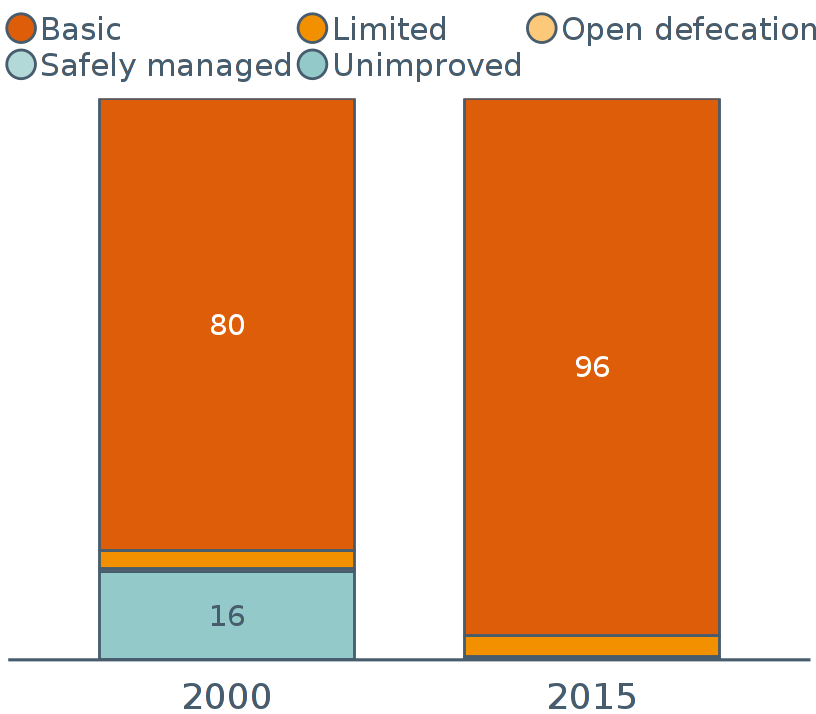 Basic Limited Open defecation
Safely managed Unimproved
80
96
16
2000 2015